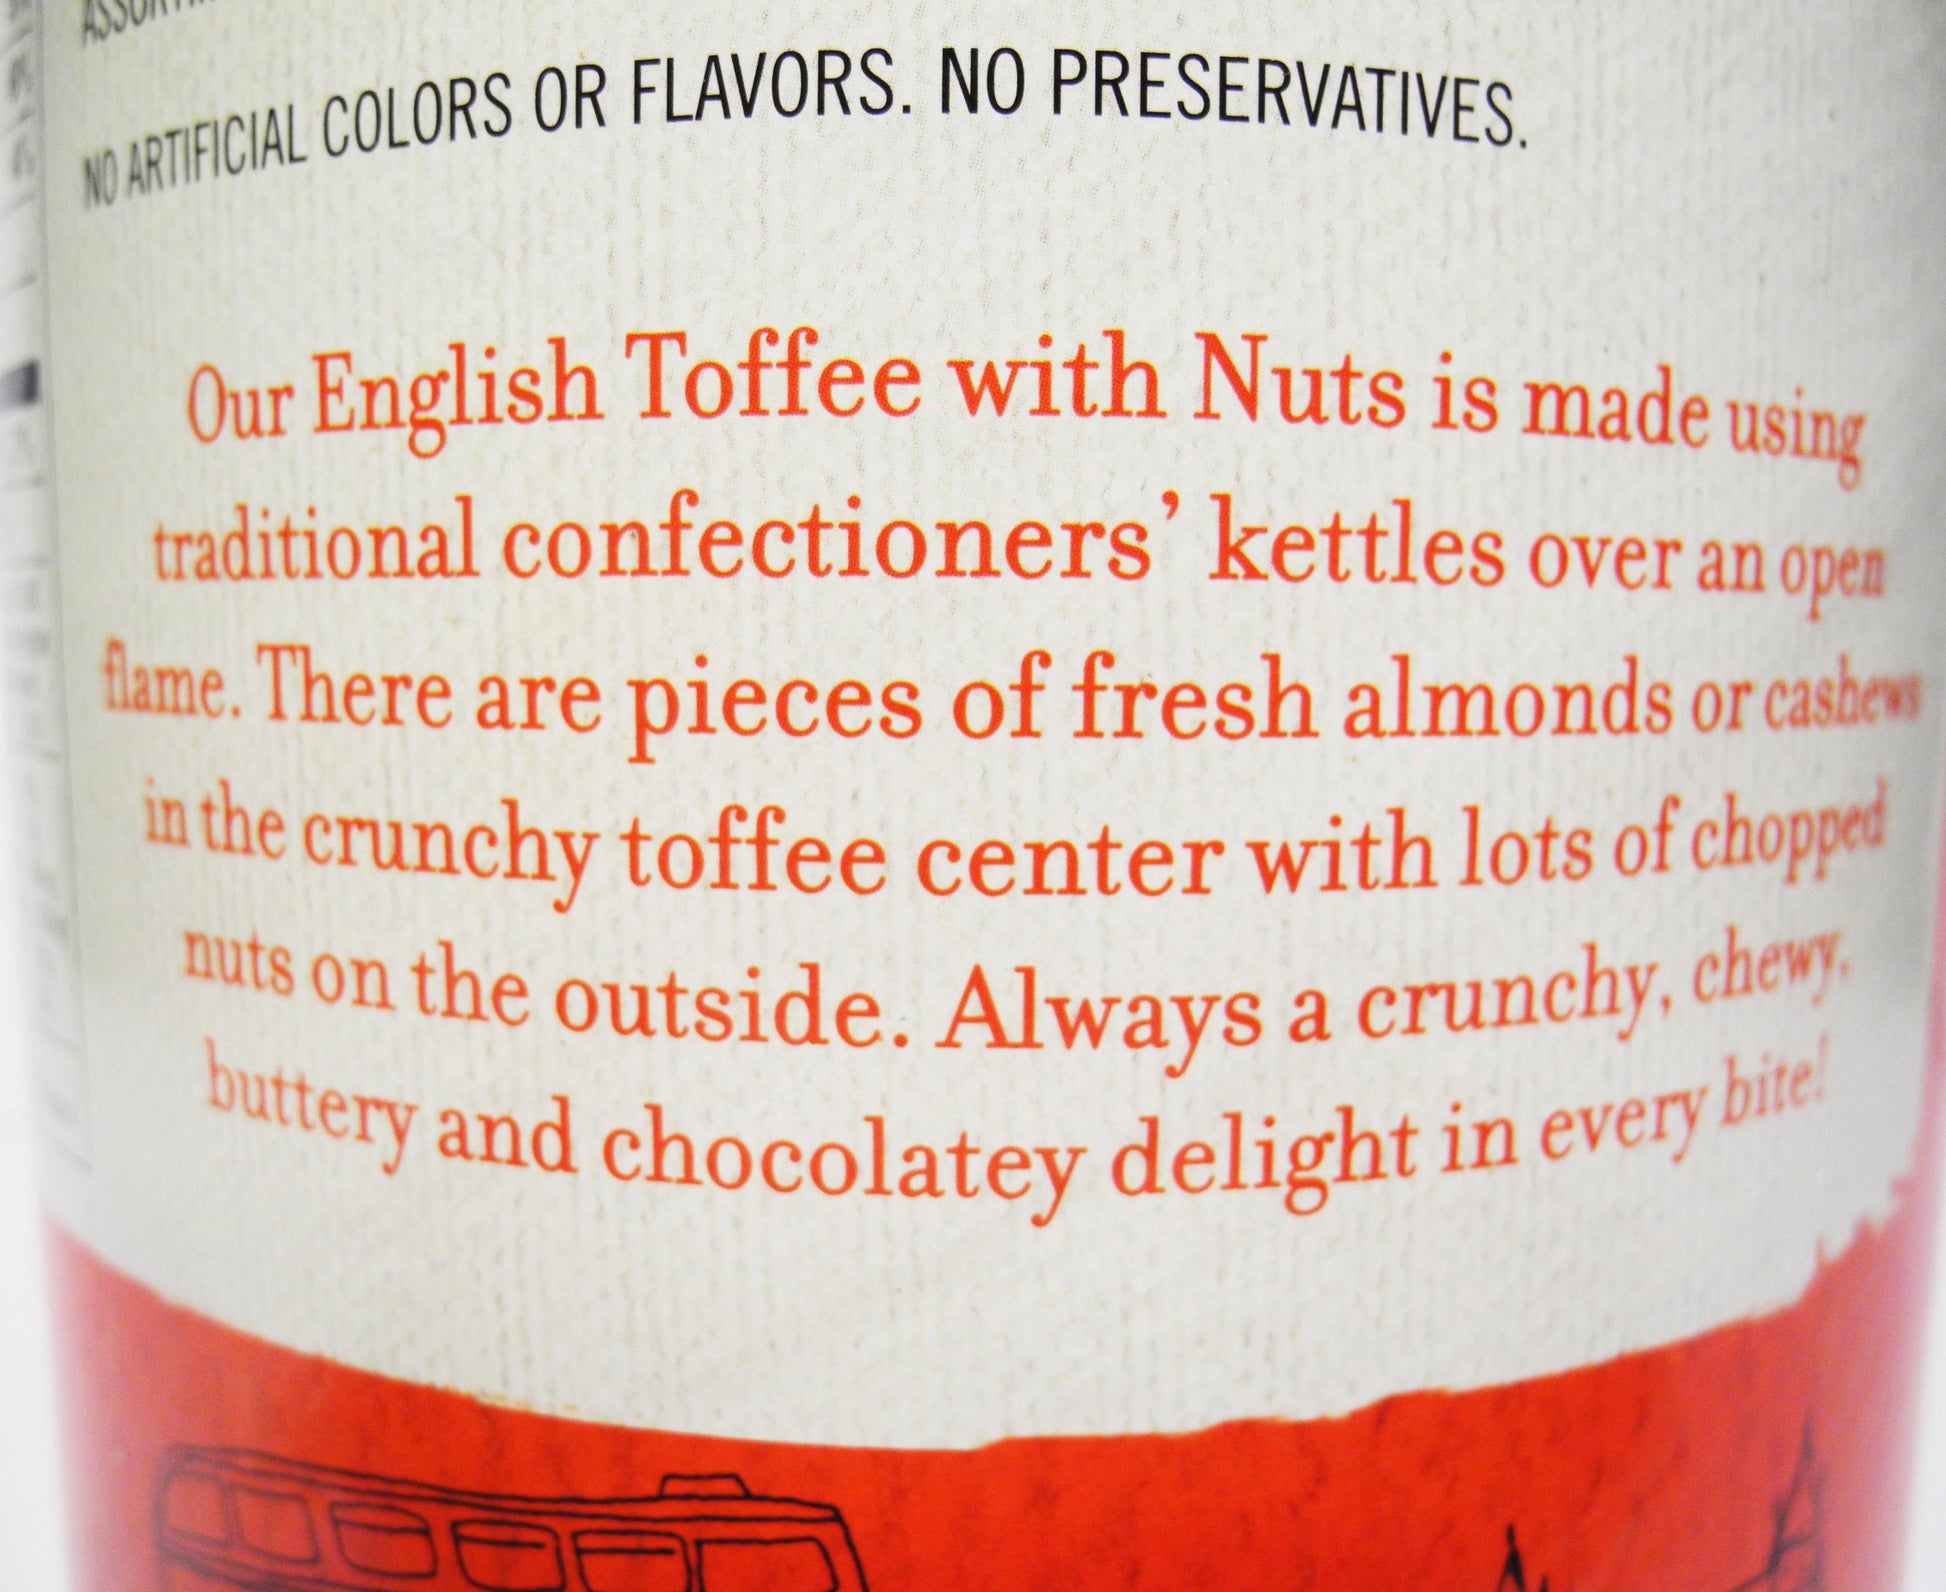 NO ARTIFICIAL COLORS OR FLAVORS. NO PRESERVATIVES.
Our English Toffee with Nuts is made using
traditional confectioners’ kettles over an open
flame. There are pieces of fresh almonds or cashews
in the crunchy toffee center with lots of chopped
nuts on the outside. Always a crunchy, chewy,
buttery and chocolatey delight in every bite!